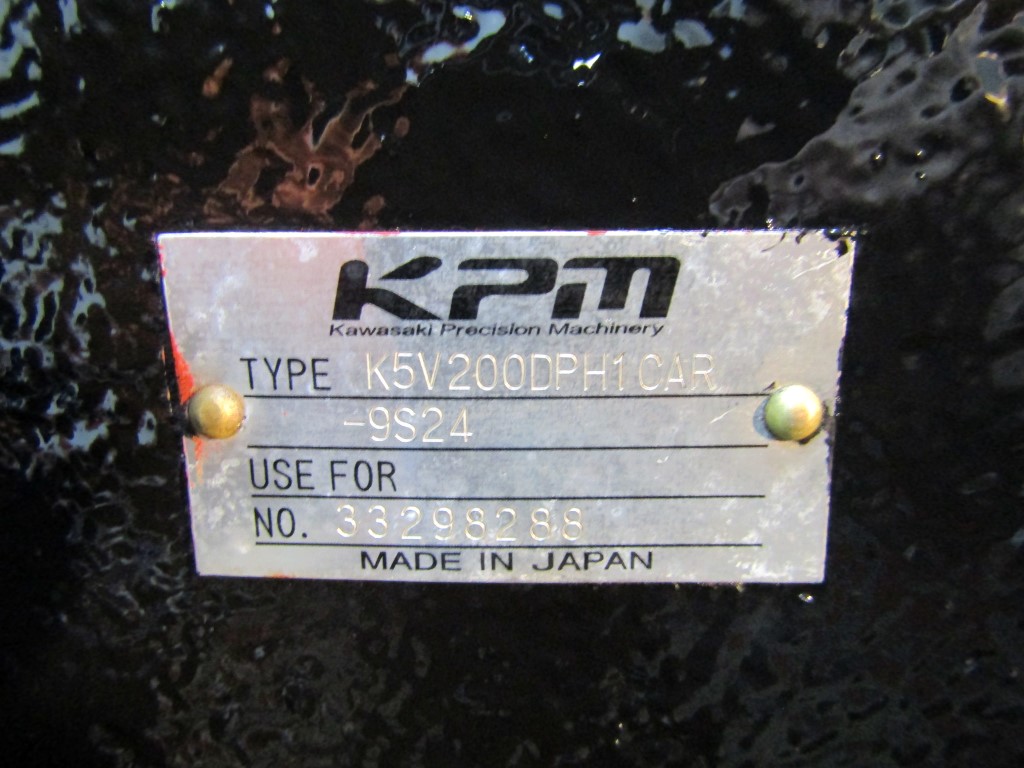 KPM
Kawasaki Precision Machinery
TYPE K5V200DPH1CAR
-9S24
USE FOR
NO. 33298288
MADE IN JAPAN